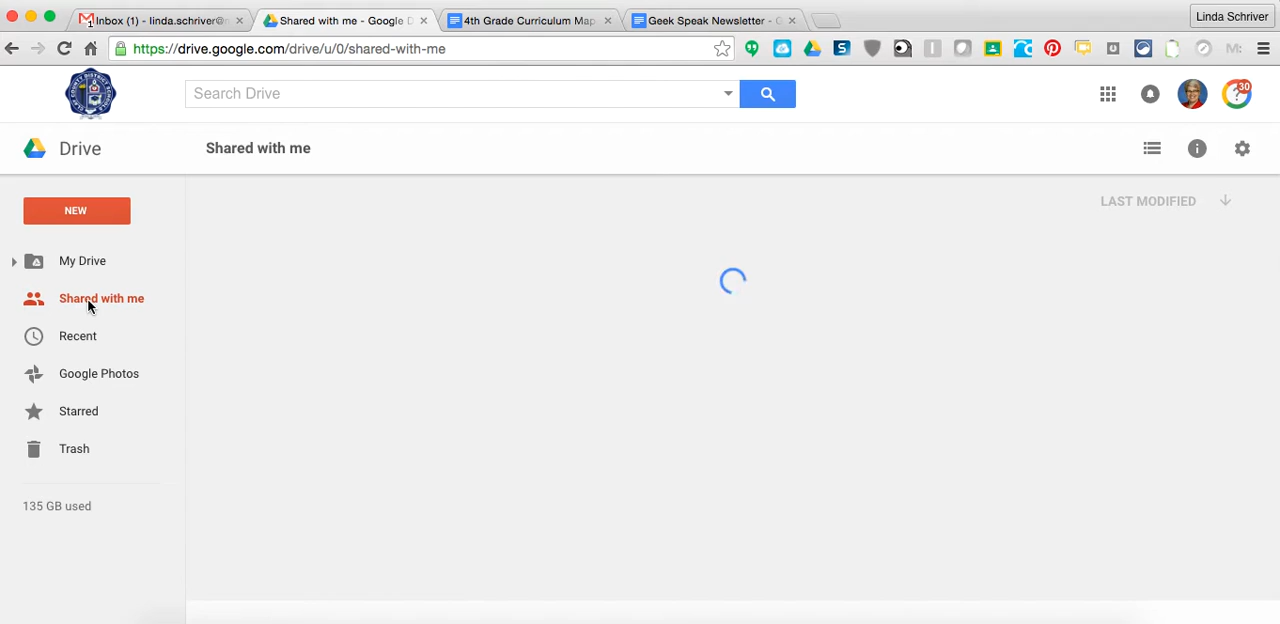 Inbox (1) - linda.schriver@
Shared with me - Google D
4th Grade Curriculum Map
Geek Speak Newsletter - G
Linda Schriver
https://drive.google.com/drive/u/0/shared-with-me
Search Drive
30
Drive
Shared with me
NEW
LAST MODIFIED
My Drive
Shared with me
Recent
Google Photos
Starred
Trash
135 GB used